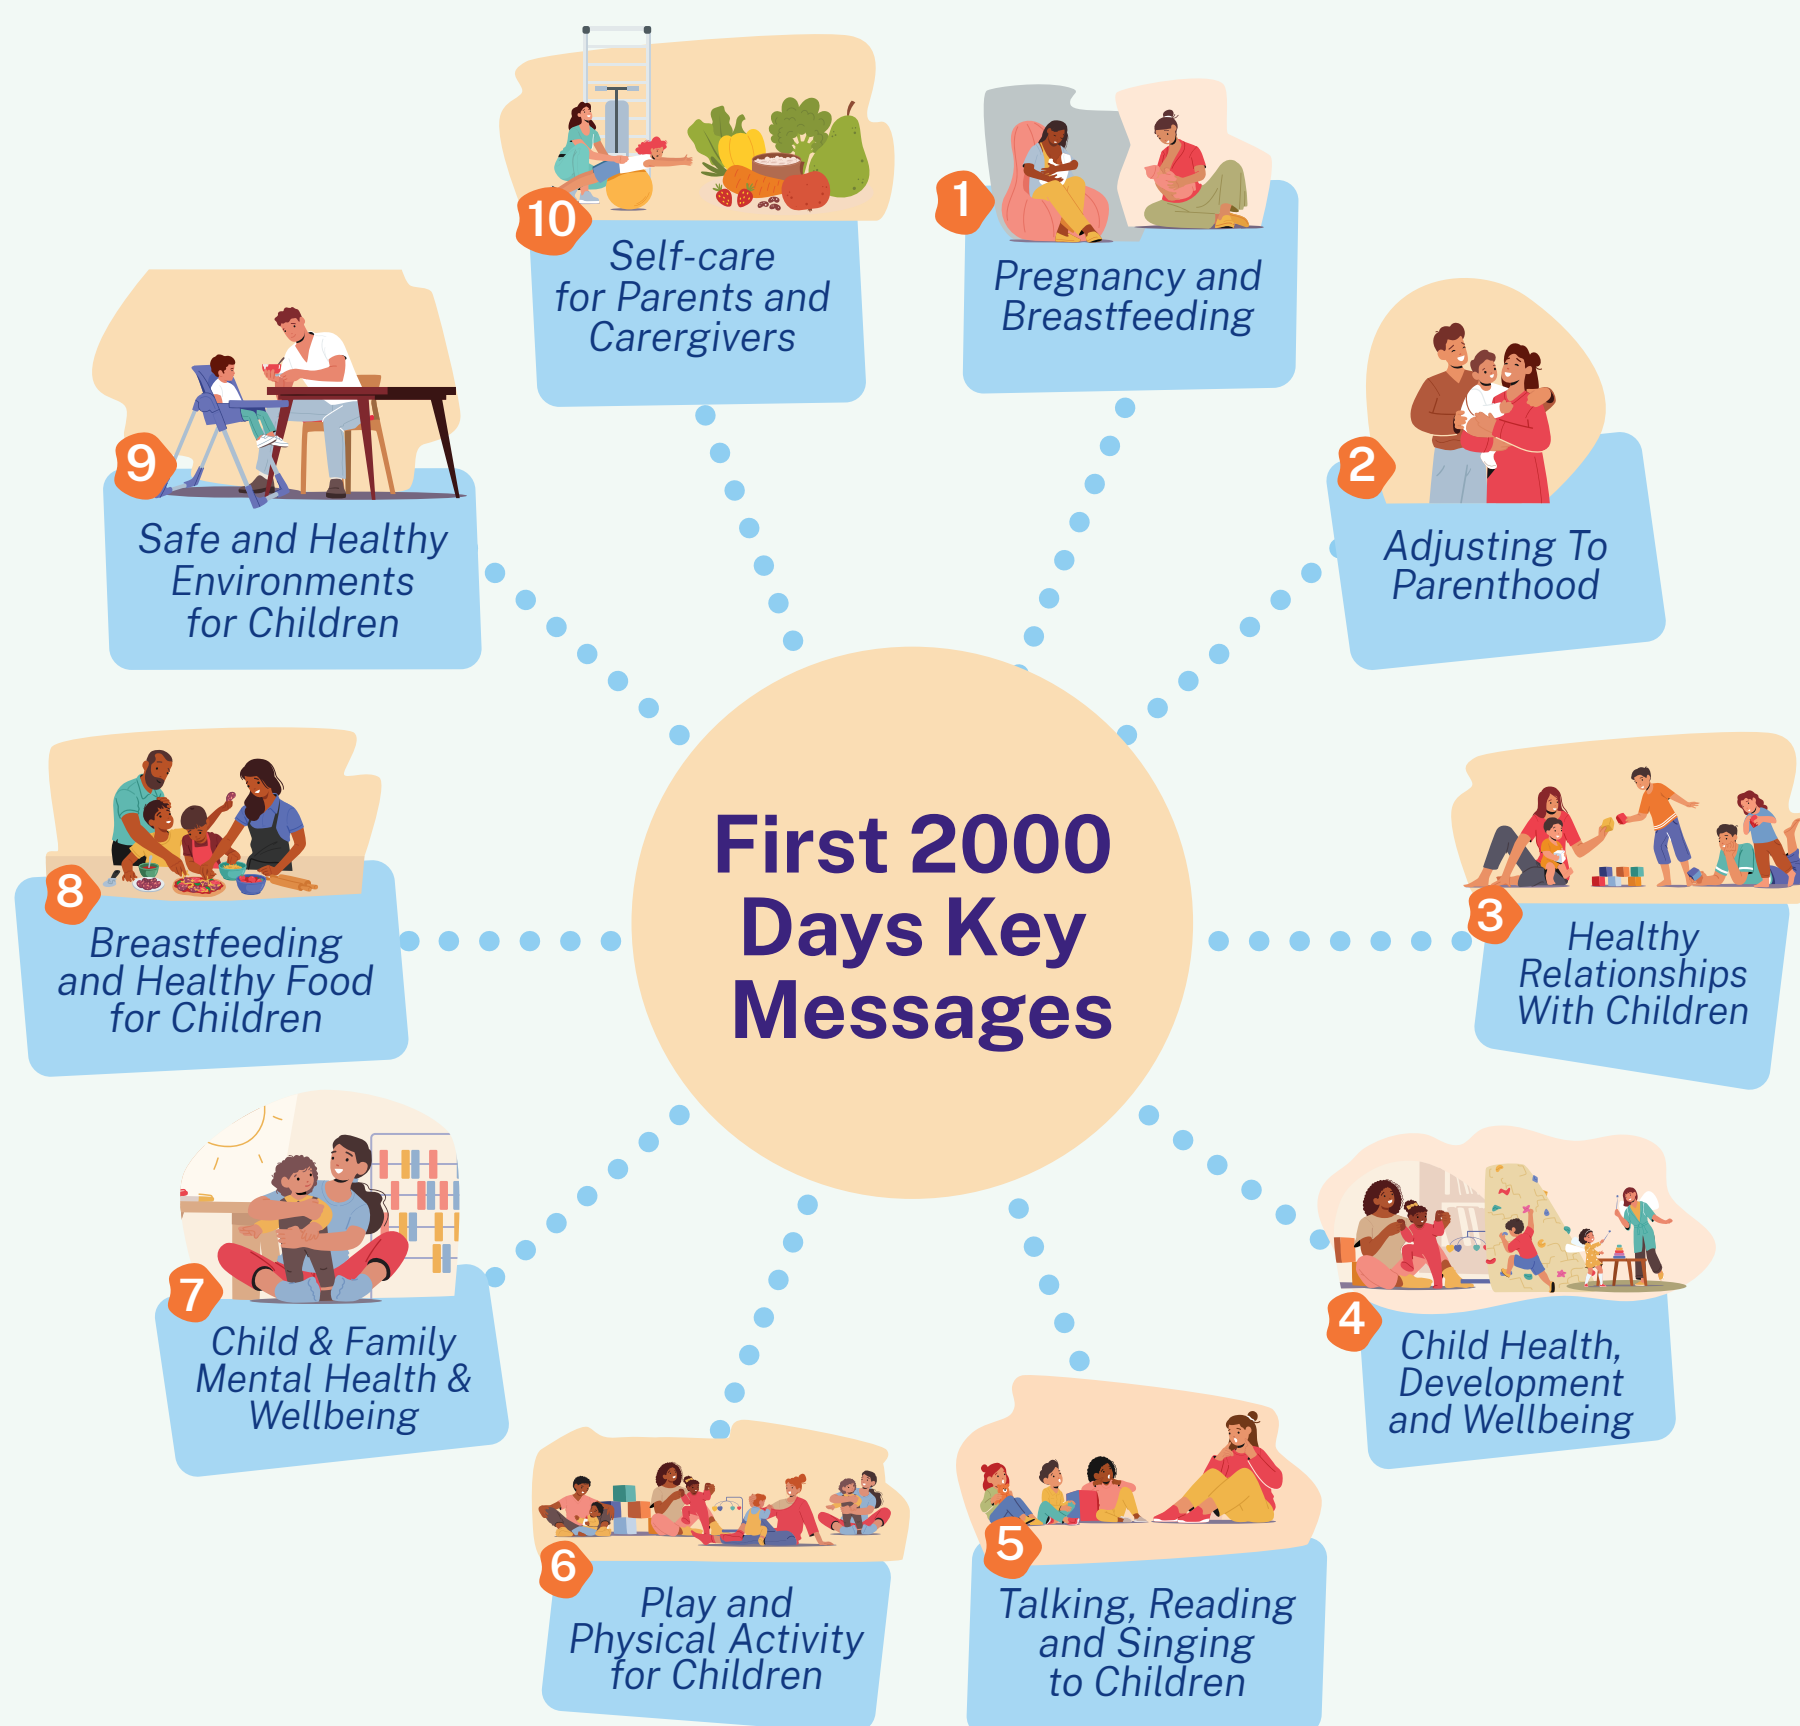 First 2000
Days Key
Messages
1
Pregnancy and
Breastfeeding
2
Adjusting To
Parenthood
3
Healthy
Relationships
With Children
4
Child Health,
Development
and Wellbeing
5
Talking, Reading
and Singing
to Children
6
Play and
Physical Activity
for Children
7
Child & Family
Mental Health &
Wellbeing
8
Breastfeeding
and Healthy Food
for Children
9
Safe and Healthy
Environments
for Children
10
Self-care
for Parents and
Carergivers